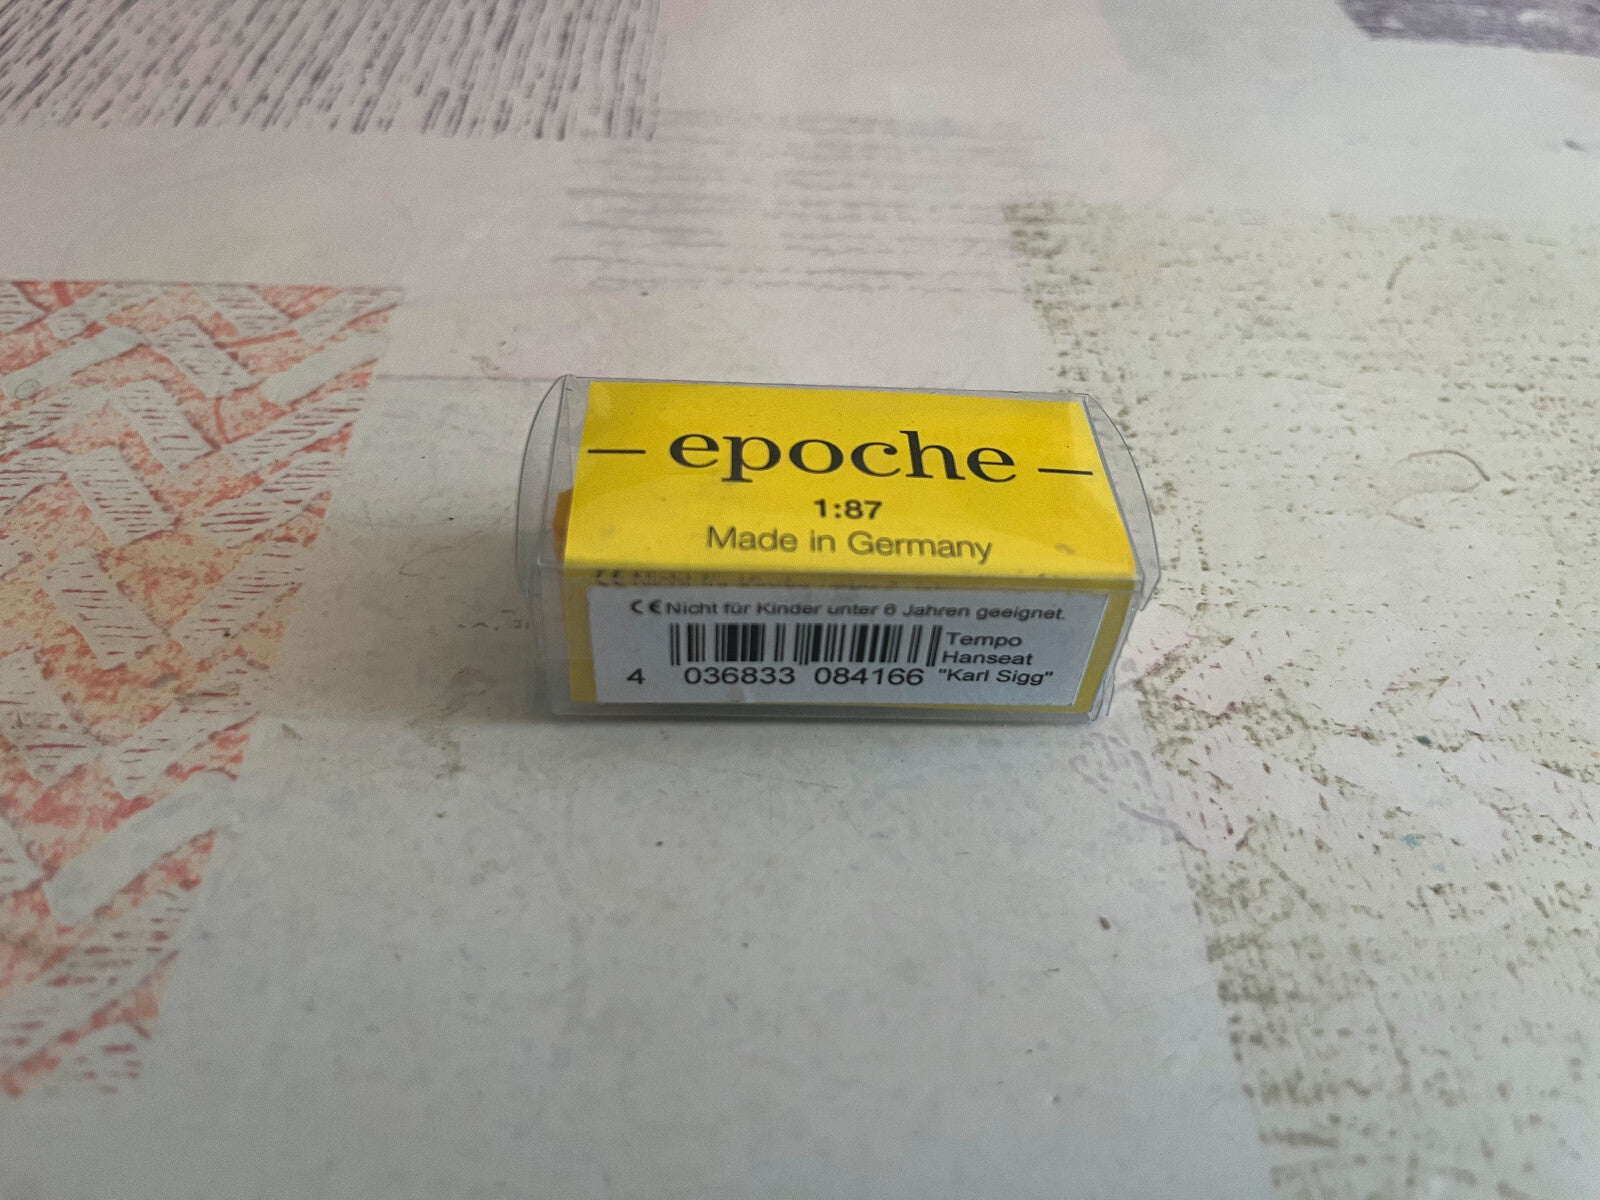 — epoche —
1:87
Made in Germany
CE Nicht für Kinder unter 6 Jahren geeignet.
Tempo
Hanseat
"Karl Sigg"
4 036833 084166